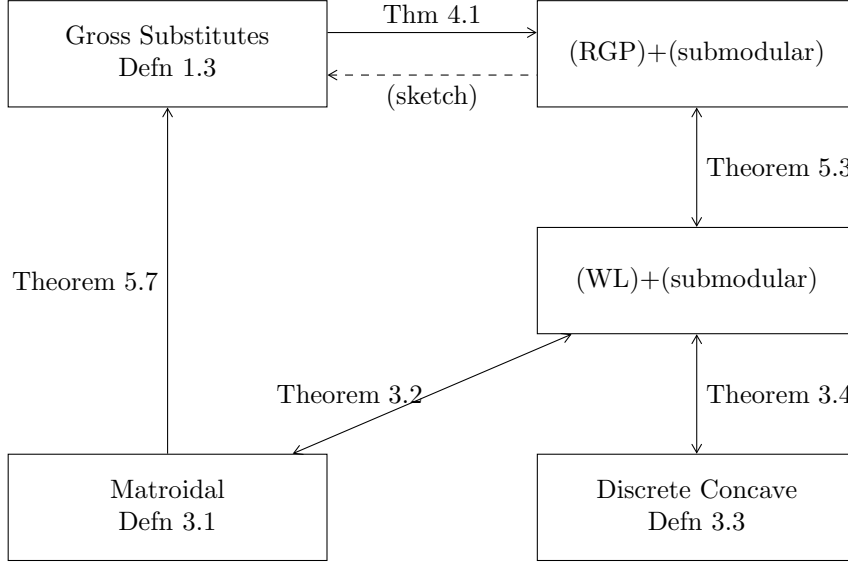 Gross Substitutes
Defn 1.3
Thm 4.1
(sketch)
(RGP)+(submodular)
Theorem 5.3
Theorem 5.7
(WL)+(submodular)
Theorem 3.2
Theorem 3.4
Matroidal
Defn 3.1
Discrete Concave
Defn 3.3